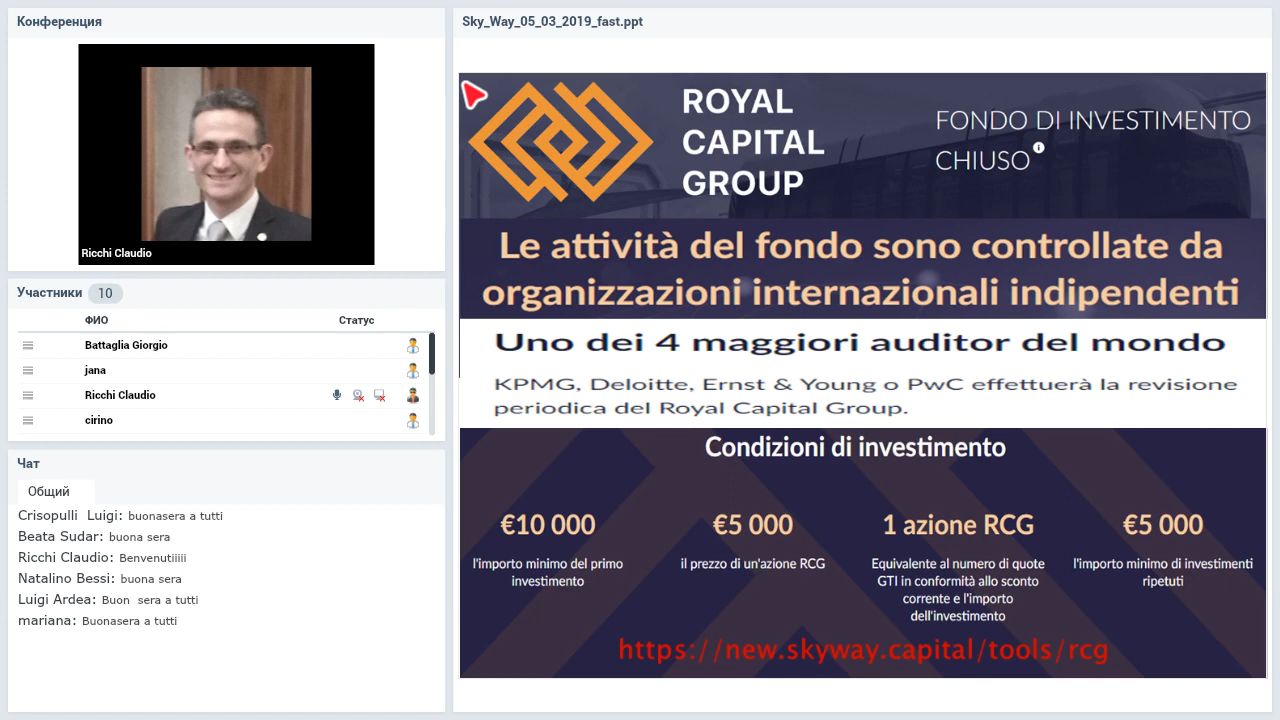 Конференция
Ricchi Claudio
Участники 10
ФИО Статус
Battaglia Giorgio
jana
Ricchi Claudio
cirino
Чат
Общий
Crisopulli Luigi: buonasera a tutti
Beata Sudar: buona sera
Ricchi Claudio: Benvenutiiiii
Natalino Bessi: buona sera
Luigi Ardea: Buon sera a tutti
mariana: Buonasera a tutti
Sky_Way_05_03_2019_fast.ppt
ROYAL
CAPITAL
GROUP
FONDO DI INVESTIMENTO
CHIUSO
Le attività del fondo sono controllate da
organizzazioni internazionali indipendenti
Uno dei 4 maggiori auditor del mondo
KPMG, Deloitte, Ernst & Young o PwC effettuerà la revisione
periodica del Royal Capital Group.
Condizioni di investimento
€10 000
l'importo minimo del primo
investimento
€5 000
il prezzo di un'azione RCG
1 azione RCG
Equivalente al numero di quote
GTI in conformità allo sconto
corrente e l'importo
dell'investimento
€5 000
l'importo minimo di investimenti
ripetuti
https://new.skyway.capital/tools/rcg